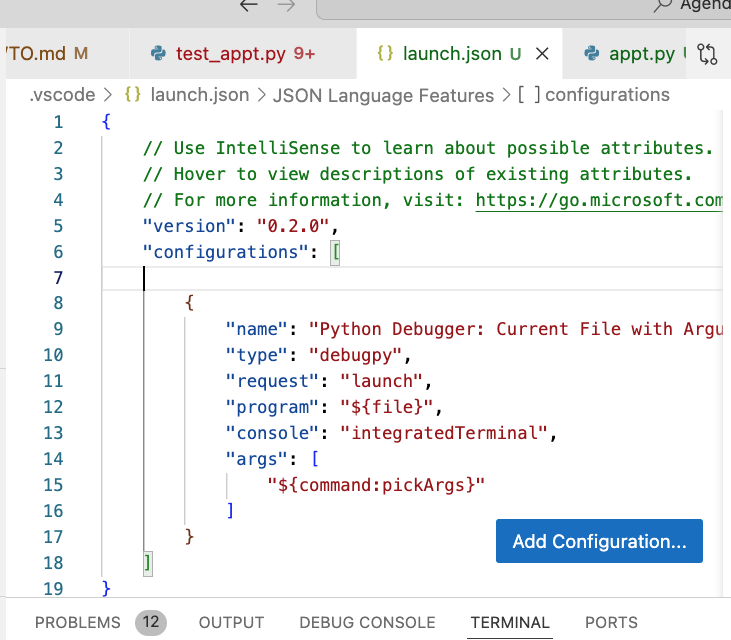 Agend
TO.md M test_appt.py 9+ {} launch.json U appt.py
.vscode > {} launch.json > JSON Language Features > [ ] configurations
1 {
2 // Use IntelliSense to learn about possible attributes.
3 // Hover to view descriptions of existing attributes.
4 // For more information, visit: https://go.microsoft.com
5 "version": "0.2.0",
6 "configurations": [
7
8 {
9 "name": "Python Debugger: Current File with Argu
10 "type": "debugpy",
11 "request": "launch",
12 "program": "${file}",
13 "console": "integratedTerminal",
14 "args": [
15 "${command:pickArgs}"
16 ]
17 }
18 ]
19 }
Add Configuration...
PROBLEMS 12 OUTPUT DEBUG CONSOLE TERMINAL PORTS